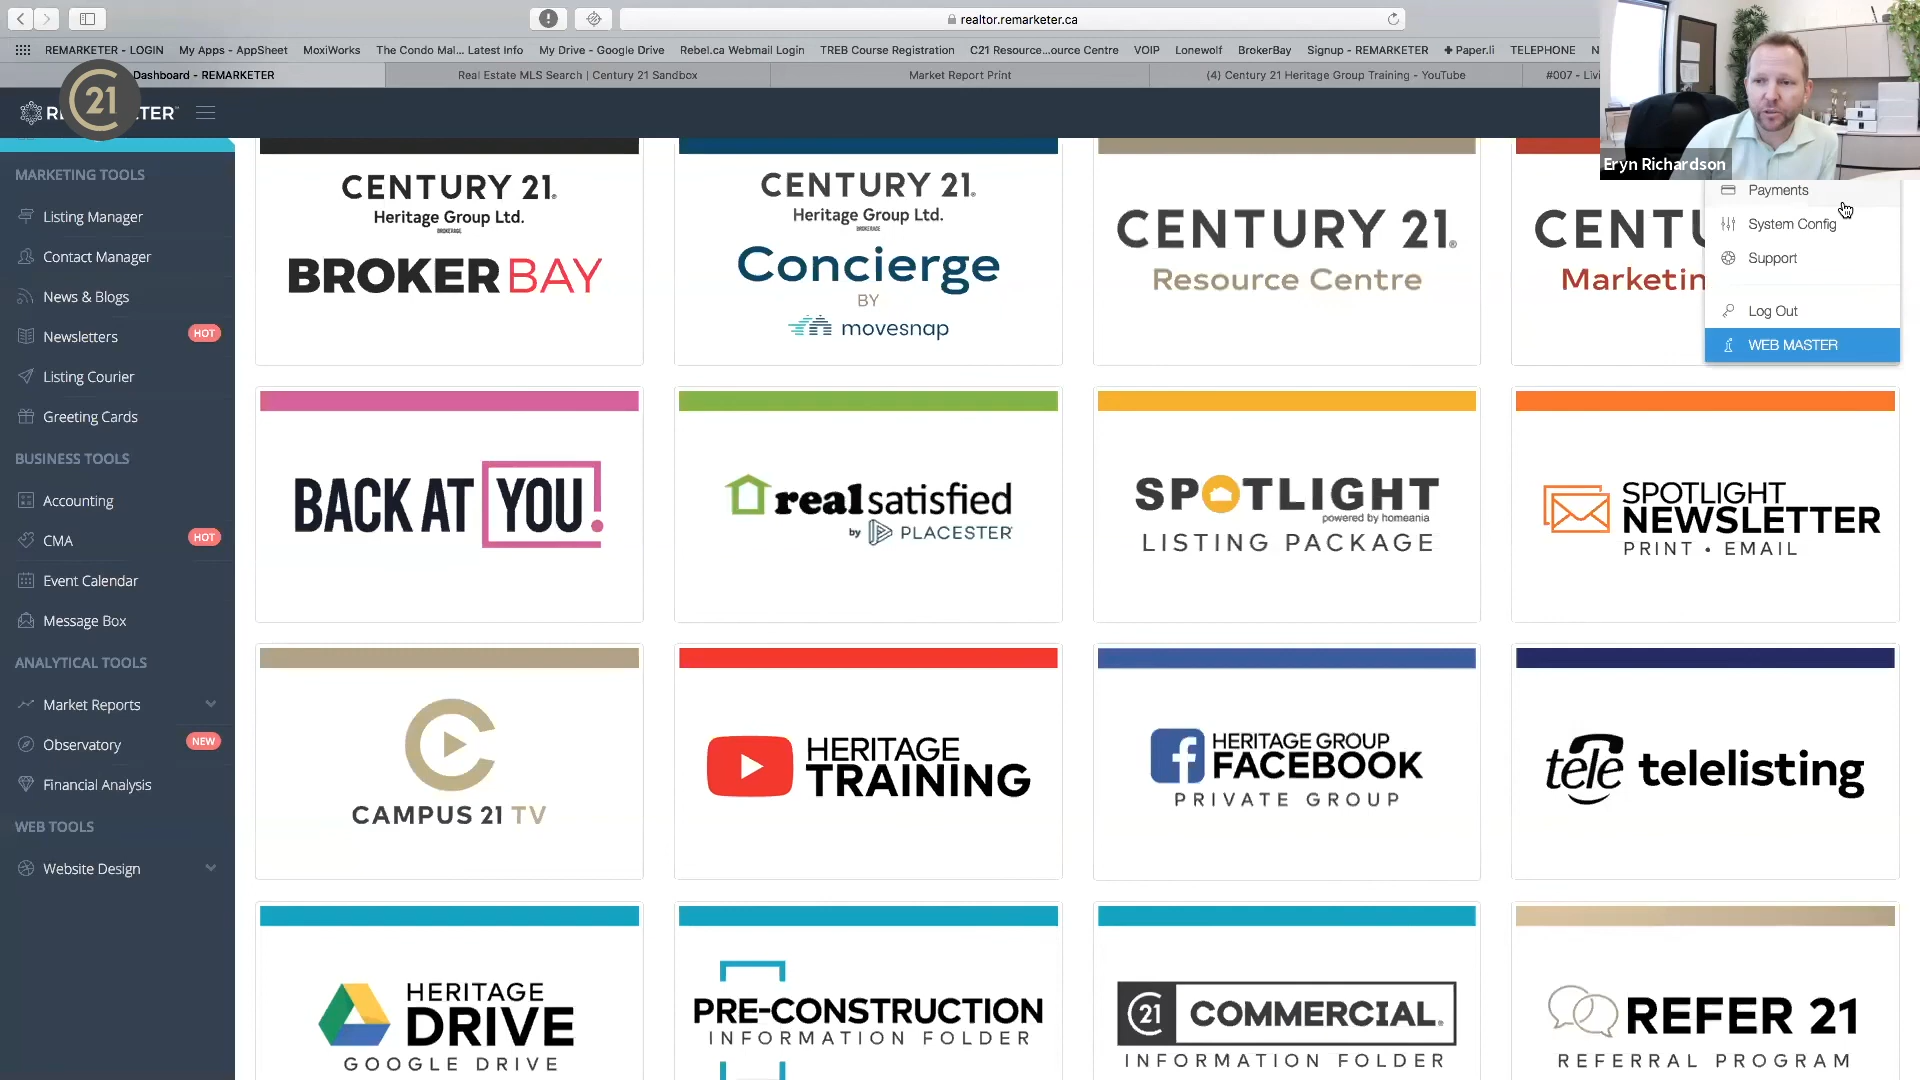 realtor.remarketer.ca
REMARKETER - LOGIN
My Apps - AppSheet
MoxiWorks
The Condo Mal... Latest Info
My Drive - Google Drive
Rebel.ca Webmail Login
TREB Course Registration
C21 Resource...ource Centre
VOIP
Lonewolf
BrokerBay
Signup - REMARKETER
Paper.li
TELEPHONE
Dashboard - REMARKETER
Real Estate MLS Search | Century 21 Sandbox
Market Report Print
(4) Century 21 Heritage Group Training - YouTube
#007 - Livi
21
RE
TER
Eryn Richardson
MARKETING TOOLS
Listing Manager
Contact Manager
News & Blogs
Newsletters HOT
Listing Courier
Greeting Cards
BUSINESS TOOLS
Accounting
CMA HOT
Event Calendar
Message Box
ANALYTICAL TOOLS
Market Reports
Observatory NEW
Financial Analysis
WEB TOOLS
Website Design
CENTURY 21®
Heritage Group Ltd.
BROKERAGE
BROKERBAY
CENTURY 21®
Heritage Group Ltd.
BROKERAGE
Concierge
BY
movesnap
CENTURY 21®
Resource Centre
CENTU
Marketin
Payments
System Config
Support
Log Out
WEB MASTER
BACK AT YOU!
realsatisfied
by PLACESTER
SPOTLIGHT
powered by homeania
LISTING PACKAGE
SPOTLIGHT
NEWSLETTER
PRINT • EMAIL
CAMPUS 21 TV
HERITAGE
TRAINING
HERITAGE GROUP
FACEBOOK
PRIVATE GROUP
tele telelisting
HERITAGE
DRIVE
GOOGLE DRIVE
PRE-CONSTRUCTION
INFORMATION FOLDER
21 COMMERCIAL®
INFORMATION FOLDER
REFER 21
REFERRAL PROGRAM